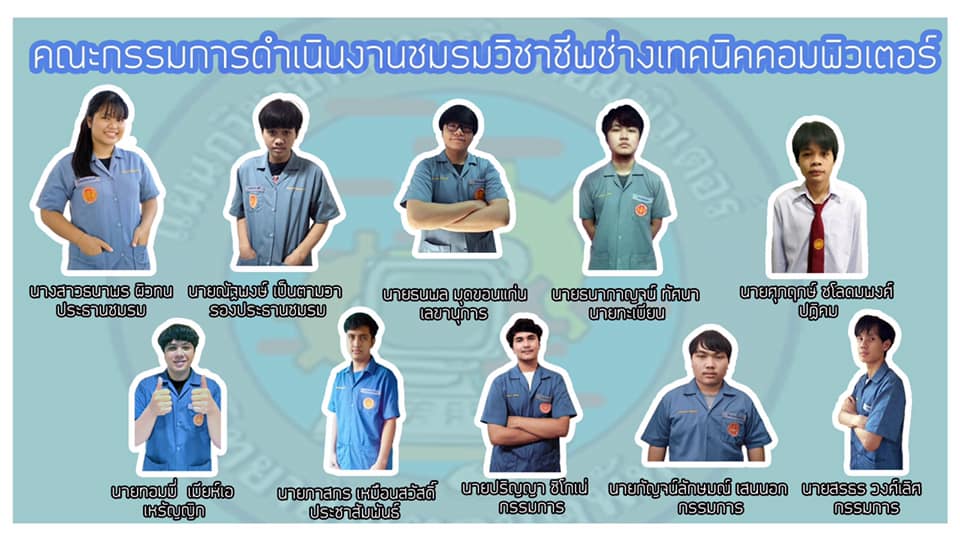 คณะกรรมการดำเนินงานชมรมวิชาชีพช่างเทคนิคคอมพิวเตอร์
นางสาวธนาพร ผิวทน
ประธานชมรม
นายณัฐพงษ์ เป็นตามวา
รองประธานชมรม
นายธนพล มุดขอนแก่น
เลขานุการ
นายธนากาญจน์ ทัศนา
นายทะเบียน
นายศุภฤกษ์ ชโลดมพงศ์
ปฏิคม
นายทอมมี่ เมียห์เอ
เหรัญญิก
นายภาสกร เหมือนสวัสดิ์
ประชาสัมพันธ์
นายปริญญา ชิโกเน่
กรรมการ
นายกัญจน์ลักษมณ์ เสนนอก
กรรมการ
นายสรธร วงศ์เลิศ
กรรมการ